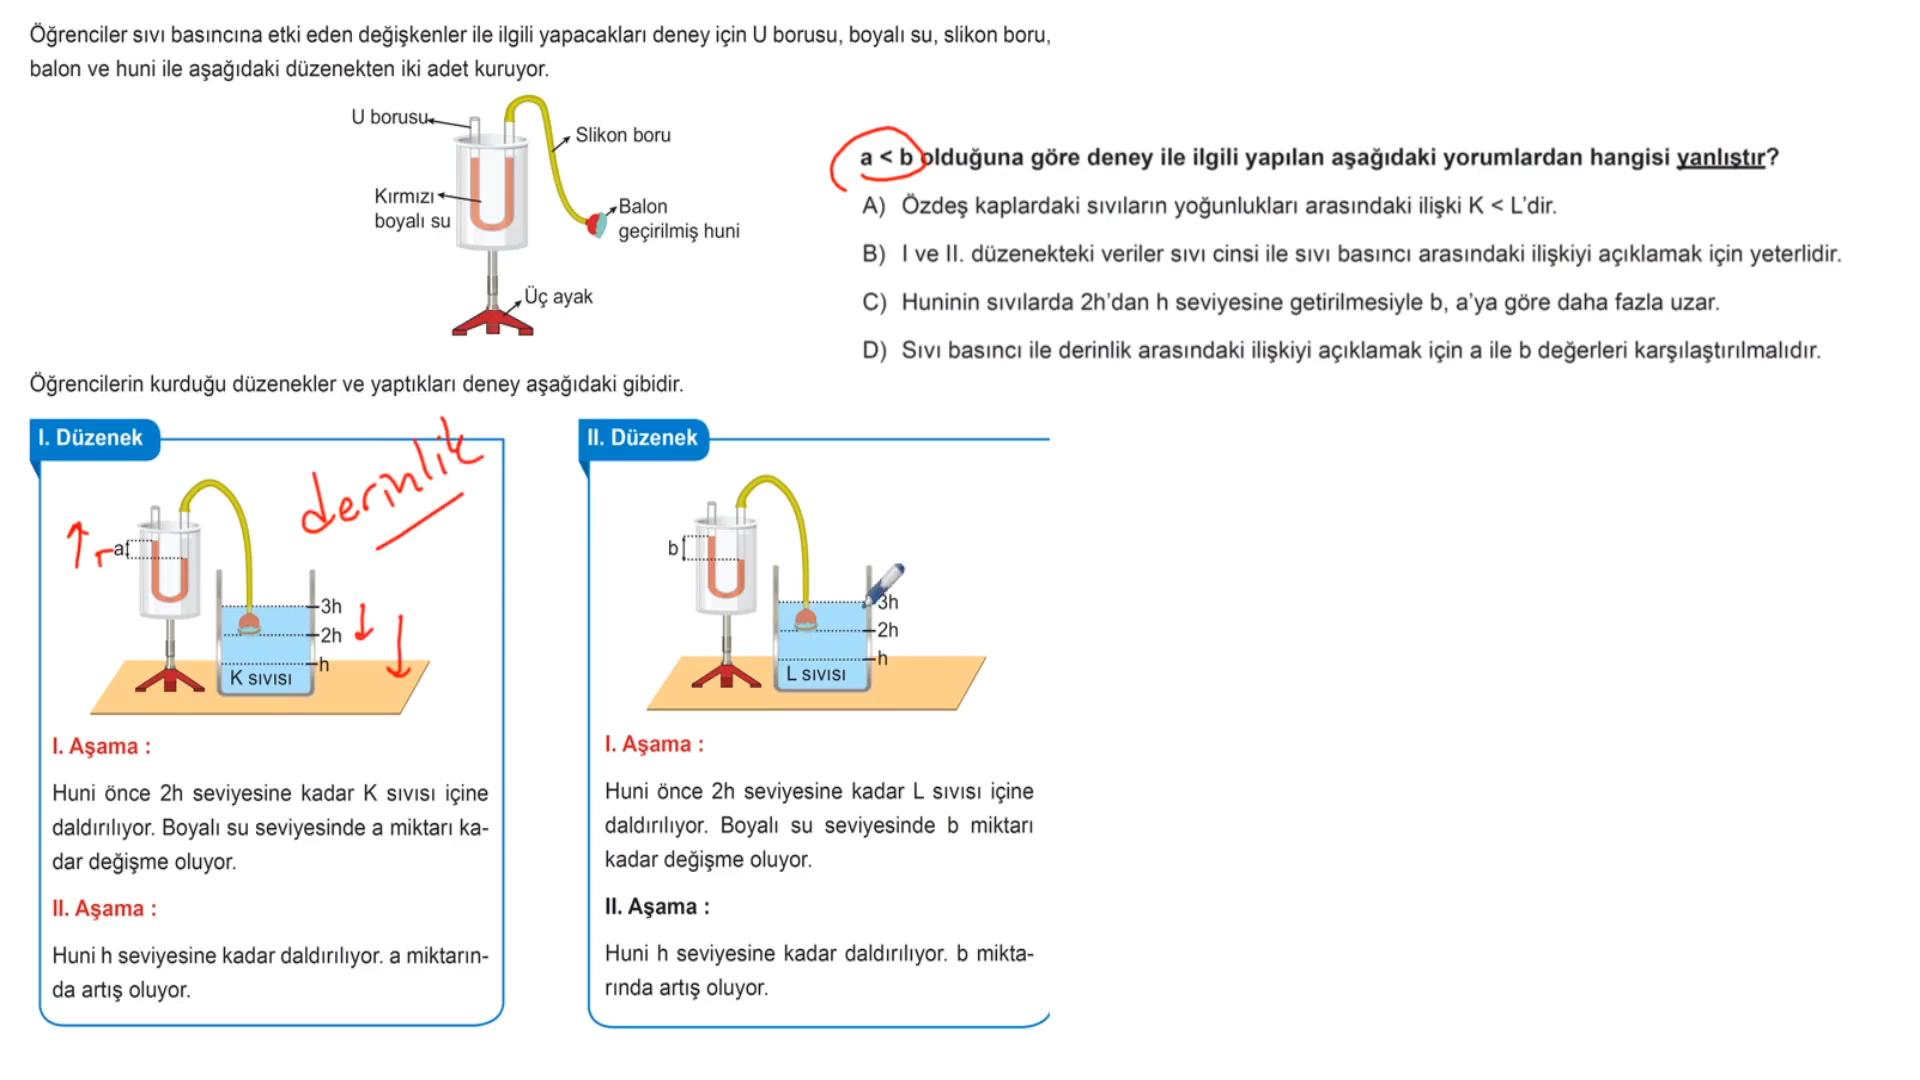 Öğrenciler sıvı basıncına etki eden değişkenler ile ilgili yapacakları deney için U borusu, boyalı su, slikon boru,
balon ve huni ile aşağıdaki düzenekten iki adet kuruyor.
U borusu
Slikon boru
Kırmızı
boyalı su
Balon
geçirilmiş huni
Üç ayak
Öğrencilerin kurduğu düzenekler ve yaptıkları deney aşağıdaki gibidir.
I. Düzenek
derinlik
a
3h
2h
h
K sıvısı
I. Aşama :
Huni önce 2h seviyesine kadar K sıvısı içine
daldırılıyor. Boyalı su seviyesinde a miktarı ka-
dar değişme oluyor.
II. Aşama :
Huni h seviyesine kadar daldırılıyor. a miktarın-
da artış oluyor.
II. Düzenek
b
3h
2h
h
L sıvısı
I. Aşama :
Huni önce 2h seviyesine kadar L sıvısı içine
daldırılıyor. Boyalı su seviyesinde b miktarı
kadar değişme oluyor.
II. Aşama :
Huni h seviyesine kadar daldırılıyor. b mikta-
rında artış oluyor.
a < b olduğuna göre deney ile ilgili yapılan aşağıdaki yorumlardan hangisi yanlıştır?
A) Özdeş kaplardaki sıvıların yoğunlukları arasındaki ilişki K < L'dir.
B) I ve II. düzenekteki veriler sıvı cinsi ile sıvı basıncı arasındaki ilişkiyi açıklamak için yeterlidir.
C) Huninin sıvılarda 2h'dan h seviyesine getirilmesiyle b, a'ya göre daha fazla uzar.
D) Sıvı basıncı ile derinlik arasındaki ilişkiyi açıklamak için a ile b değerleri karşılaştırılmalıdır.